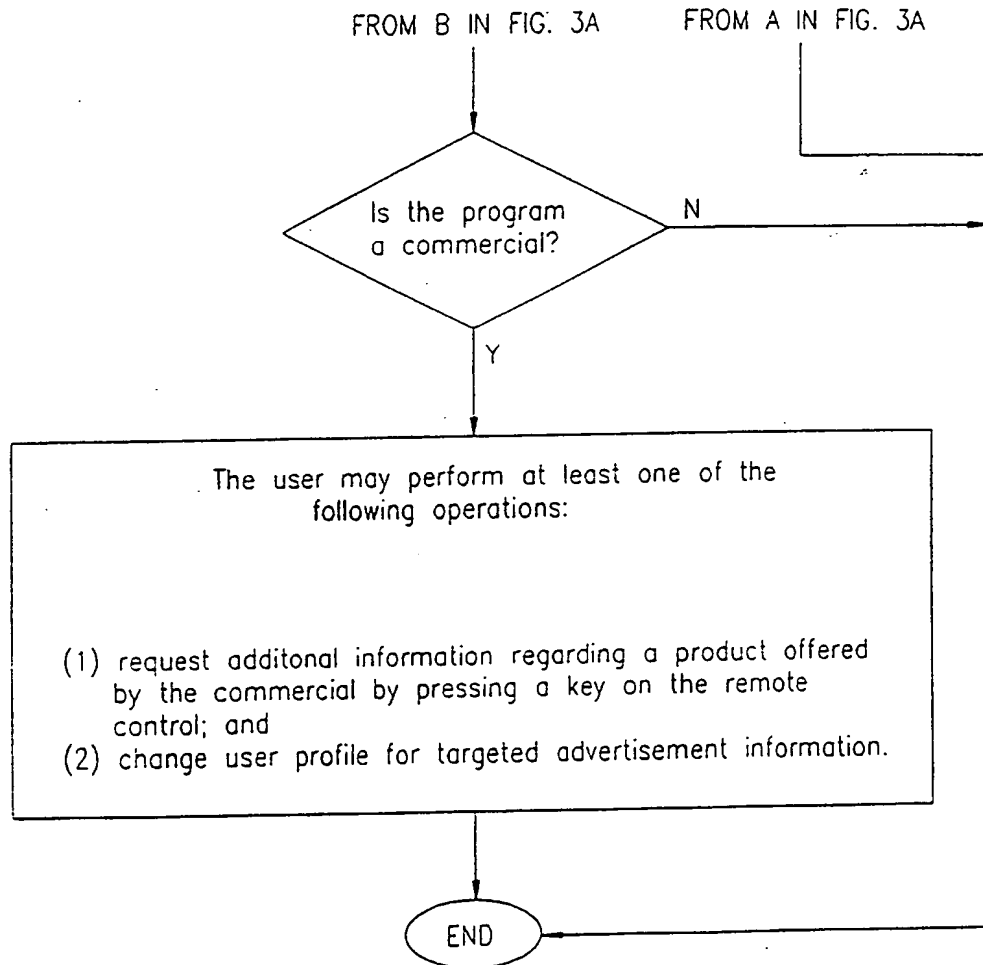 FROM B IN FIG. 3A
FROM A IN FIG. 3A
Is the program
a commercial?
N
Y
The user may perform at least one of the
following operations:
(1) request additonal information regarding a product offered
by the commercial by pressing a key on the remote
control; and
(2) change user profile for targeted advertisement information.
END